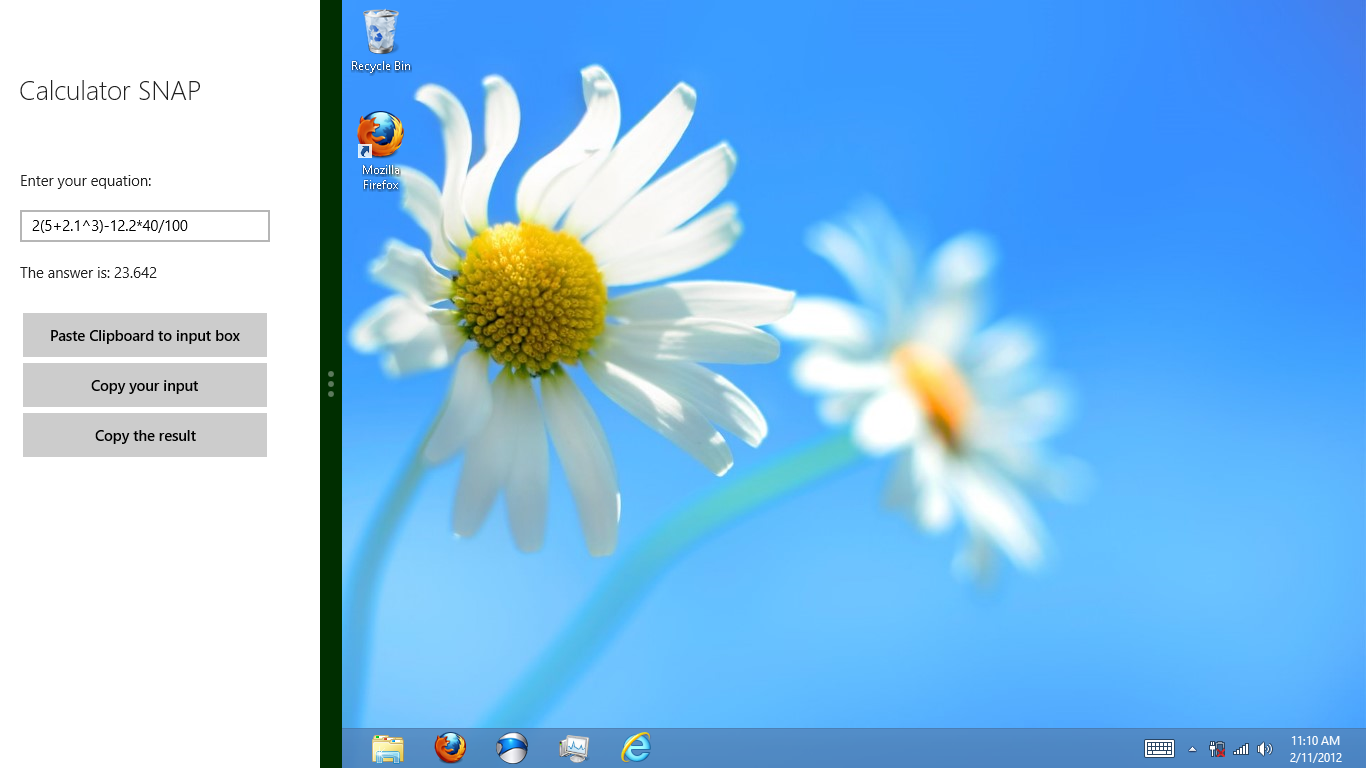 Calculator SNAP
Enter your equation:
2(5+2.1^3)-12.2*40/100
The answer is: 23.642
Paste Clipboard to input box
Copy your input
Copy the result
Recycle Bin
Mozilla
Firefox
11:10 AM
2/11/2012